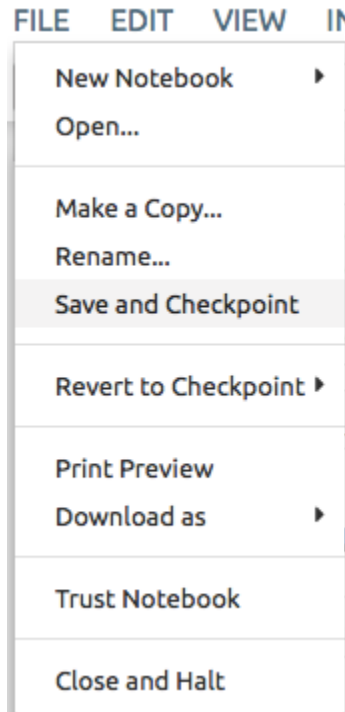 FILE EDIT VIEW
New Notebook
Open...
Make a Copy...
Rename...
Save and Checkpoint
Revert to Checkpoint
Print Preview
Download as
Trust Notebook
Close and Halt